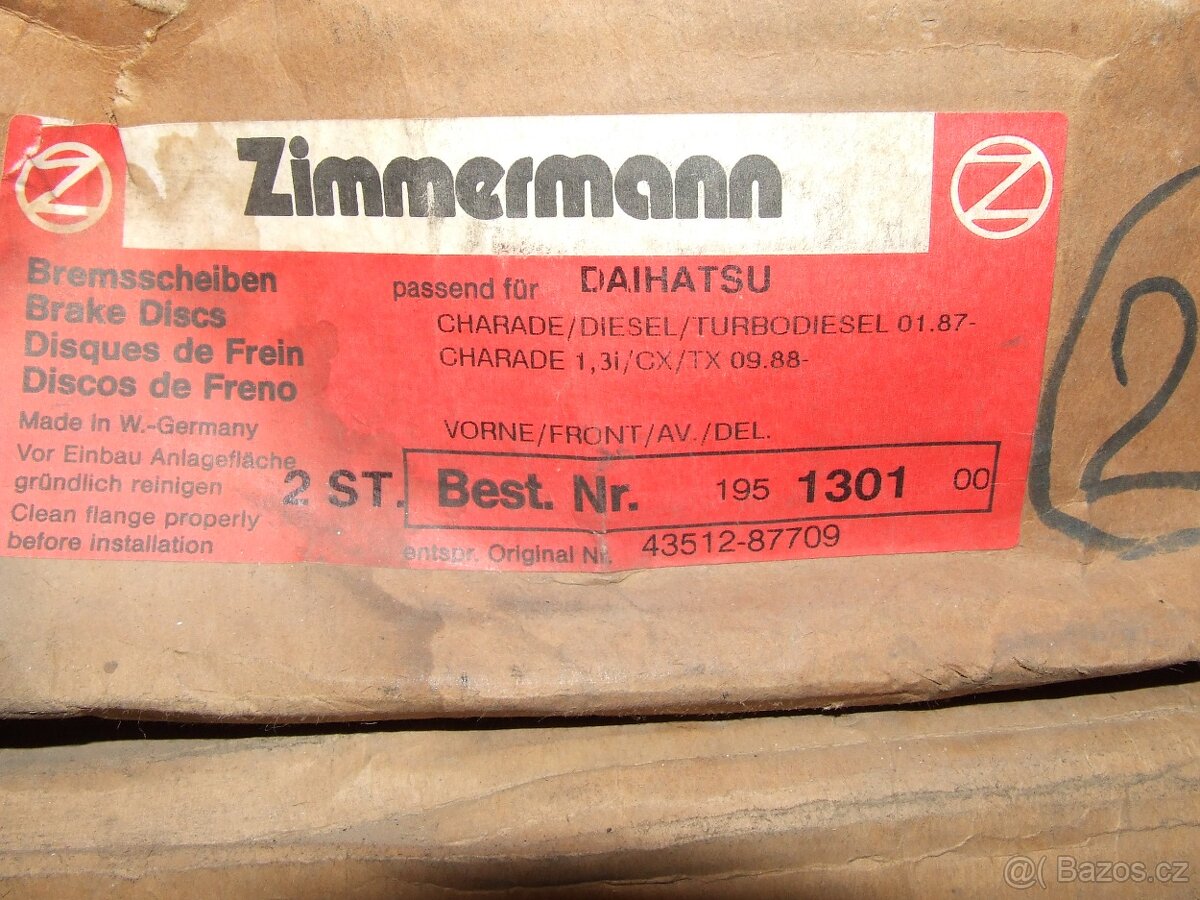 Z
Zimmermann
Z
Bremsscheiben
Brake Discs
Disques de Frein
Discos de Freno
Made in W.-Germany
Vor Einbau Anlagefläche
gründlich reinigen
Clean flange properly
before installation
passend für DAIHATSU
CHARADE/DIESEL/TURBODIESEL 01.87-
CHARADE 1,3i/CX/TX 09.88-
VORNE/FRONT/AV./DEL.
2 ST. Best. Nr. 195 1301 00
entspr. Original Nr. 43512-87709
2
@( Bazos.cz